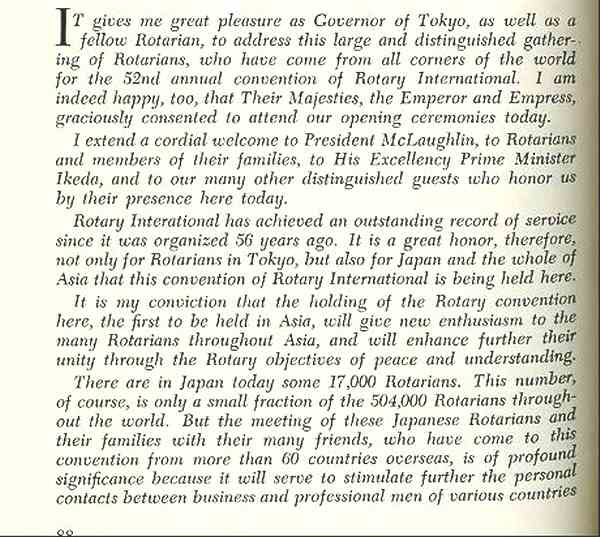 IT gives me great pleasure as Governor of Tokyo, as well as a
fellow Rotarian, to address this large and distinguished gather-
ing of Rotarians, who have come from all corners of the world
for the 52nd annual convention of Rotary International. I am
indeed happy, too, that Their Majesties, the Emperor and Empress,
graciously consented to attend our opening ceremonies today.
I extend a cordial welcome to President McLaughlin, to Rotarians
and members of their families, to His Excellency Prime Minister
Ikeda, and to our many other distinguished guests who honor us
by their presence here today.
Rotary Interational has achieved an outstanding record of service
since it was organized 56 years ago. It is a great honor, therefore,
not only for Rotarians in Tokyo, but also for Japan and the whole of
Asia that this convention of Rotary International is being held here.
It is my conviction that the holding of the Rotary convention
here, the first to be held in Asia, will give new enthusiasm to the
many Rotarians throughout Asia, and will enhance further their
unity through the Rotary objectives of peace and understanding.
There are in Japan today some 17,000 Rotarians. This number,
of course, is only a small fraction of the 504,000 Rotarians through-
out the world. But the meeting of these Japanese Rotarians and
their families with their many friends, who have come to this
convention from more than 60 countries overseas, is of profound
significance because it will serve to stimulate further the personal
contacts between business and professional men of various countries